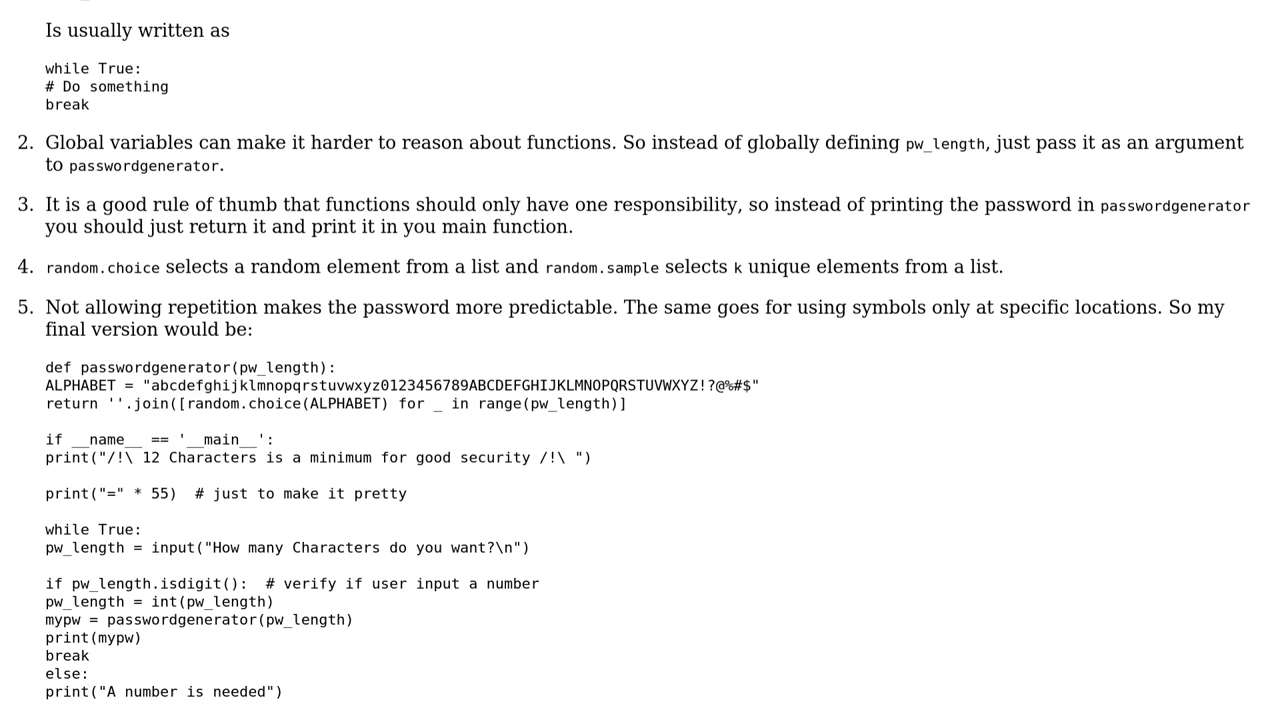 Is usually written as
while True:
# Do something
break
2. Global variables can make it harder to reason about functions. So instead of globally defining pw_length, just pass it as an argument
to passwordgenerator.
3. It is a good rule of thumb that functions should only have one responsibility, so instead of printing the password in passwordgenerator
you should just return it and print it in you main function.
4. random.choice selects a random element from a list and random.sample selects k unique elements from a list.
5. Not allowing repetition makes the password more predictable. The same goes for using symbols only at specific locations. So my
final version would be:
def passwordgenerator(pw_length):
ALPHABET = "abcdefghijklmnopqrstuvwxyz0123456789ABCDEFGHIJKLMNOPQRSTUVWXYZ!?@%#$"
return ''.join([random.choice(ALPHABET) for _ in range(pw_length)]
if __name__ == '__main__':
print("/!\ 12 Characters is a minimum for good security /!\ ")
print("=" * 55)  # just to make it pretty
while True:
pw_length = input("How many Characters do you want?\n")
if pw_length.isdigit():  # verify if user input a number
pw_length = int(pw_length)
mypw = passwordgenerator(pw_length)
print(mypw)
break
else:
print("A number is needed")